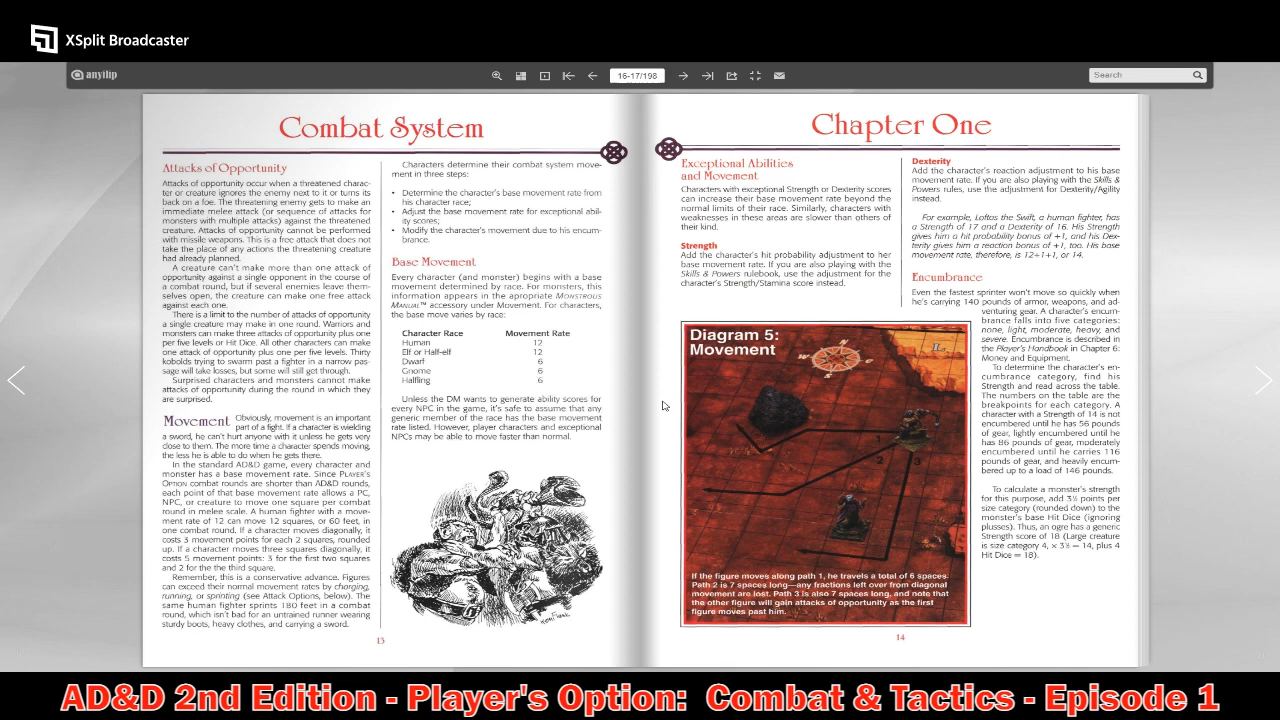 XSplit Broadcaster
anyflip
16-17/198
Search
Combat System
Attacks of Opportunity
Attacks of opportunity occur when a threatened charac-
ter or creature ignores the enemy next to it or turns its
back on a foe. The threatening enemy gets to make an
immediate melee attack (or sequence of attacks for
monsters with multiple attacks) against the threatened
creature. Attacks of opportunity cannot be performed
with missile weapons. This is a free attack that does not
take the place of any actions the threatening creature
had already planned.
A creature can't make more than one attack of
opportunity against a single opponent in the course of
a combat round, but if several enemies leave them-
selves open, the creature can make one free attack
against each one.
There is a limit to the number of attacks of opportunity
a single creature may make in one round. Warriors and
monsters can make three attacks of opportunity plus one
per five levels or Hit Dice. All other characters can make
one attack of opportunity plus one per five levels. Thirty
kobolds trying to swarm past a fighter in a narrow pas-
sage will take losses, but some will still get through.
Surprised characters and monsters cannot make
attacks of opportunity during the round in which they
are surprised.
Movement Obviously, movement is an important
part of a fight. If a character is wielding
a sword, he can't hurt anyone with it unless he gets very
close to them. The more time a character spends moving,
the less he is able to do when he gets there.
In the standard AD&D game, every character and
monster has a base movement rate. Since PLAYER'S
OPTION combat rounds are shorter than AD&D rounds,
each point of that base movement rate allows a PC,
NPC, or creature to move one square per combat
round in melee scale. A human fighter with a move-
ment rate of 12 can move 12 squares, or 60 feet, in
one combat round. If a character moves diagonally, it
costs 3 movement points for each 2 squares, rounded
up. If a character moves three squares diagonally, it
costs 5 movement points: 3 for the first two squares
and 2 for the the third square.
Remember, this is a conservative advance. Figures
can exceed their normal movement rates by charging,
running, or sprinting (see Attack Options, below). The
same human fighter sprints 180 feet in a combat
round, which isn't bad for an untrained runner wearing
sturdy boots, heavy clothes, and carrying a sword.
Characters determine their combat system move-
ment in three steps:
• Determine the character's base movement rate from
his character race;
• Adjust the base movement rate for exceptional abil-
ity scores;
• Modify the character's movement due to his encum-
brance.
Base Movement
Every character (and monster) begins with a base
movement determined by race. For monsters, this
information appears in the apropriate MONSTROUS
MANUAL™ accessory under Movement. For characters,
the base move varies by race:
Character Race Movement Rate
Human 12
Elf or Half-elf 12
Dwarf 6
Gnome 6
Halfling 6
Unless the DM wants to generate ability scores for
every NPC in the game, it's safe to assume that any
generic member of the race has the base movement
rate listed. However, player characters and exceptional
NPCs may be able to move faster than normal.
13
Chapter One
Exceptional Abilities
and Movement
Characters with exceptional Strength or Dexterity scores
can increase their base movement rate beyond the
normal limits of their race. Similarly, characters with
weaknesses in these areas are slower than others of
their kind.
Strength
Add the character's hit probability adjustment to her
base movement rate. If you are also playing with the
Skills & Powers rulebook, use the adjustment for the
character's Strength/Stamina score instead.
Dexterity
Add the character's reaction adjustment to his base
movement rate. If you are also playing with the Skills &
Powers rules, use the adjustment for Dexterity/Agility
instead.
For example, Loftos the Swift, a human fighter, has
a Strength of 17 and a Dexterity of 16. His Strength
gives him a hit probability bonus of +1, and his Dex-
terity gives him a reaction bonus of +1, too. His base
movement rate, therefore, is 12+1+1, or 14.
Encumbrance
Even the fastest sprinter won't move so quickly when
he's carrying 140 pounds of armor, weapons, and ad-
venturing gear. A character's encum-
brance falls into five categories:
none, light, moderate, heavy, and
severe. Encumbrance is described in
the Player's Handbook in Chapter 6:
Money and Equipment.
To determine the character's en-
cumbrance category, find his
Strength and read across the table.
The numbers on the table are the
breakpoints for each category. A
character with a Strength of 14 is not
encumbered until he has 56 pounds
of gear, lightly encumbered until he
has 86 pounds of gear, moderately
encumbered until he carries 116
pounds of gear, and heavily encum-
bered up to a load of 146 pounds.
To calculate a monster's strength
for this purpose, add 3½ points per
size category (rounded down) to the
monster's base Hit Dice (ignoring
plusses). Thus, an ogre has a generic
Strength score of 18 (Large creature
is size category 4, × 3½ = 14, plus 4
Hit Dice = 18).
Diagram 5:
Movement
L
1
2
3
If the figure moves along path 1, he travels a total of 6 spaces.
Path 2 is 7 spaces long—any fractions left over from diagonal
movement are lost. Path 3 is also 7 spaces long, and note that
the other figure will gain attacks of opportunity as the first
figure moves past him.
14
AD&D 2nd Edition - Player's Option: Combat & Tactics - Episode 1